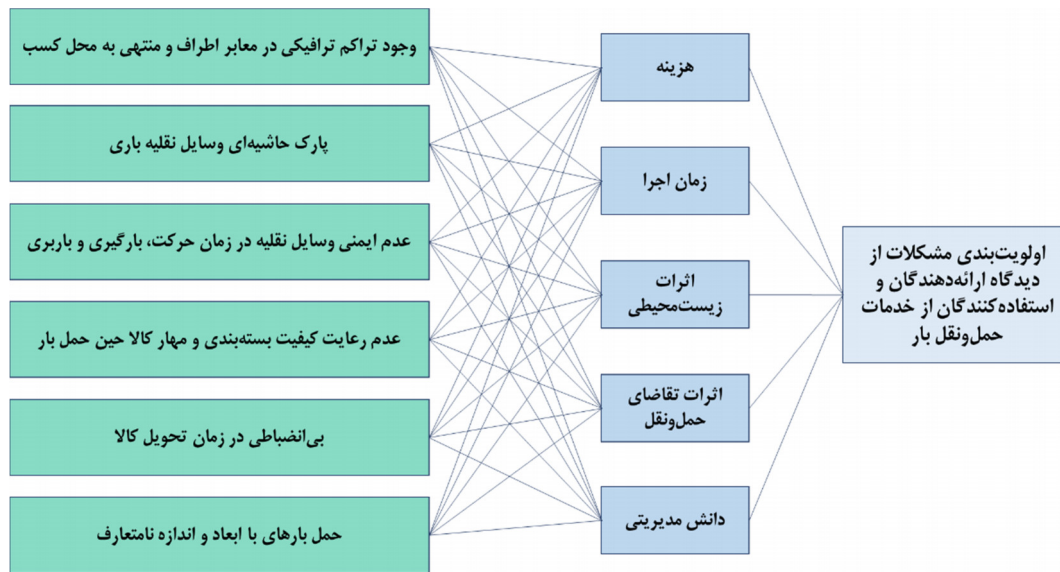 اولویت‌بندی مشکلات از
دیدگاه ارائه‌دهندگان و
استفاده‌کنندگان از خدمات
حمل‌ونقل بار
هزینه
زمان اجرا
اثرات
زیست‌محیطی
اثرات تقاضای
حمل‌ونقل
دانش مدیریتی
وجود تراکم ترافیکی در معابر اطراف و منتهی به محل کسب
پارک حاشیه‌ای وسایل نقلیه باری
عدم ایمنی وسایل نقلیه در زمان حرکت، بارگیری و باربری
عدم رعایت کیفیت بسته‌بندی و مهار کالا حین حمل بار
بی‌انضباطی در زمان تحویل کالا
حمل بارهای با ابعاد و اندازه نامتعارف